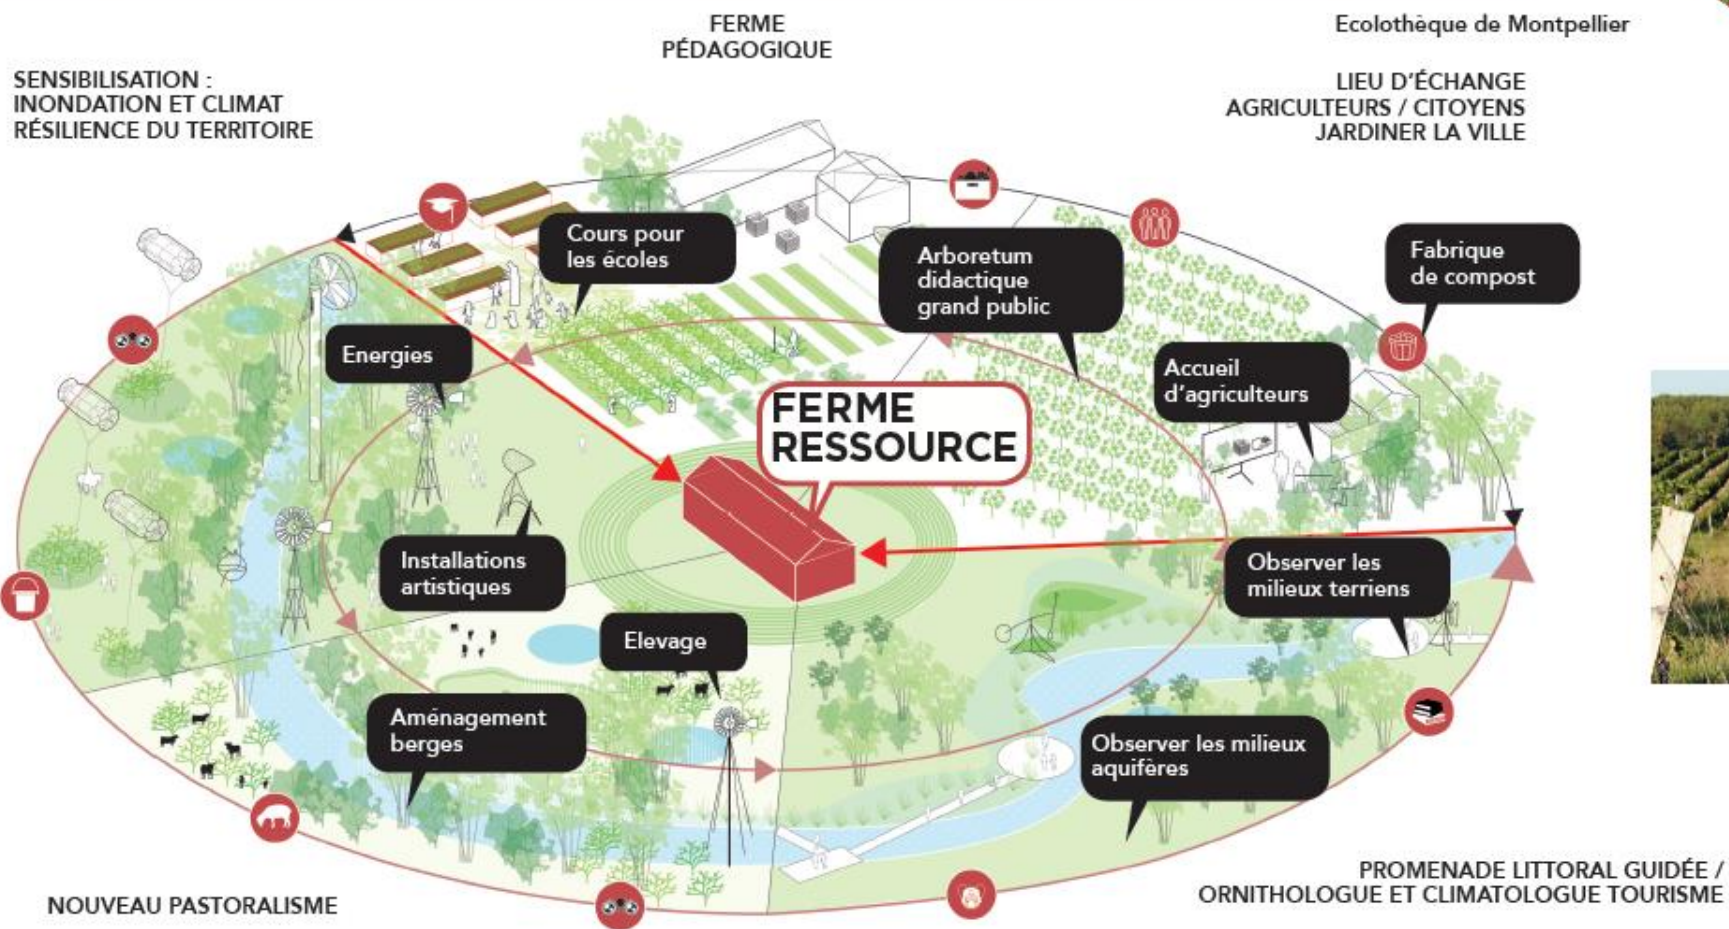 FERME
PÉDAGOGIQUE
Ecolothèque de Montpellier
SENSIBILISATION :
INONDATION ET CLIMAT
RÉSILIENCE DU TERRITOIRE
LIEU D'ÉCHANGE
AGRICULTEURS / CITOYENS
JARDINER LA VILLE
Cours pour
les écoles
Arboretum
didactique
grand public
Fabrique
de compost
Energies
Accueil
d'agriculteurs
FERME
RESSOURCE
Installations
artistiques
Observer les
milieux terriens
Elevage
Aménagement
berges
Observer les milieux
aquifères
NOUVEAU PASTORALISME
PROMENADE LITTORAL GUIDÉE /
ORNITHOLOGUE ET CLIMATOLOGUE TOURISME